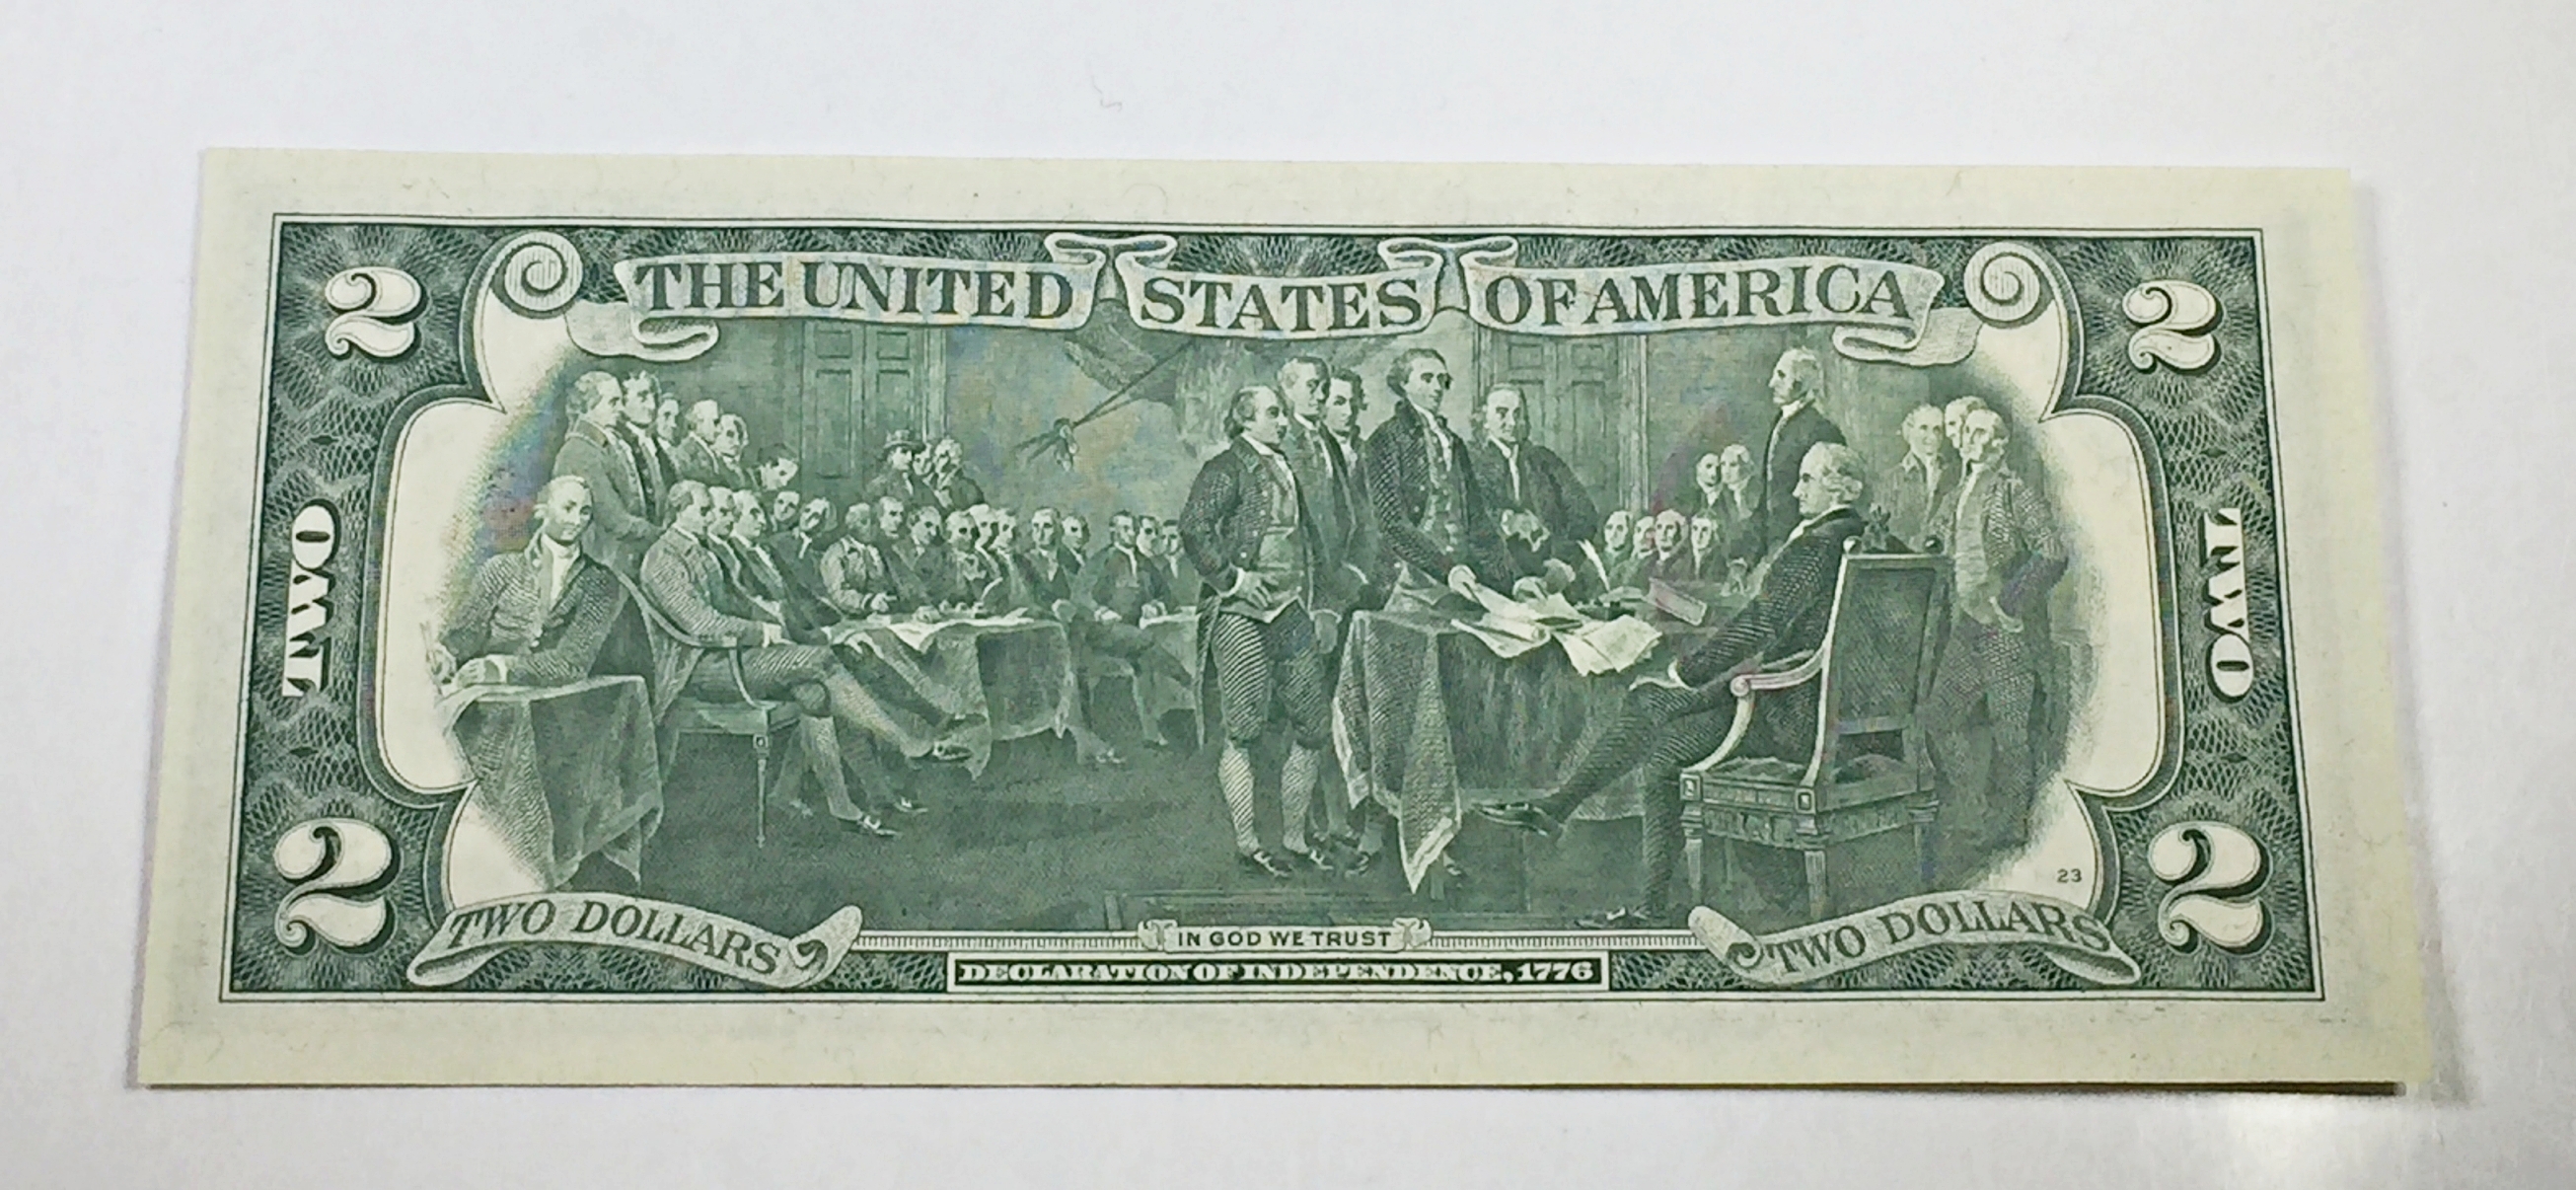 2 THE UNITED STATES OF AMERICA 2
TWO
TWO
23
2 TWO DOLLARS IN GOD WE TRUST TWO DOLLARS 2
DECLARATION OF INDEPENDENCE, 1776